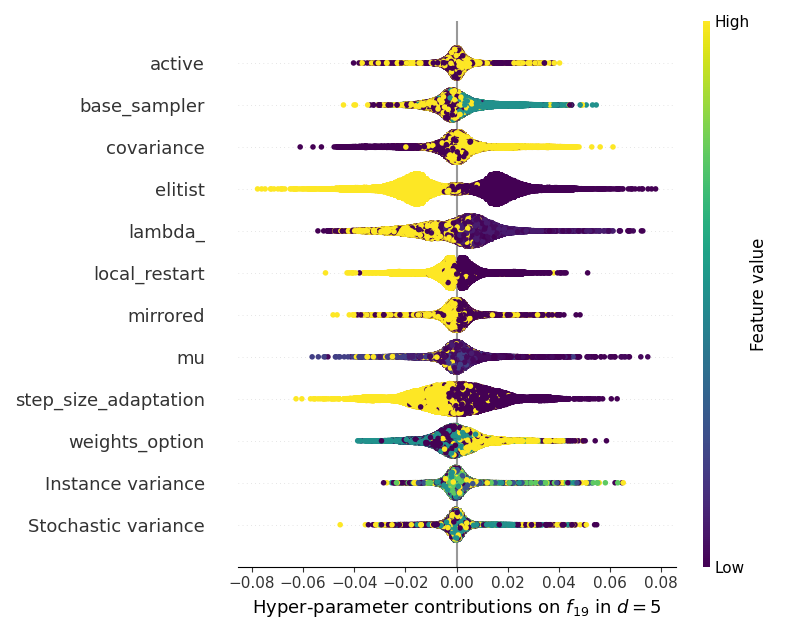 High
active
base_sampler
covariance
elitist
lambda_
local_restart
mirrored
mu
step_size_adaptation
weights_option
Instance variance
Stochastic variance
Feature value
Low
−0.08 −0.06 −0.04 −0.02 0.00 0.02 0.04 0.06 0.08
Hyper-parameter contributions on f19 in d = 5